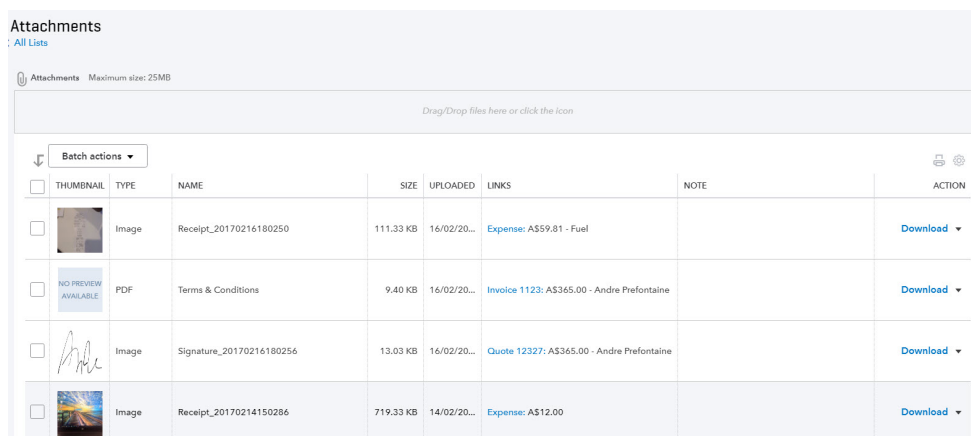 Attachments
All Lists
Attachments Maximum size: 25MB
Drag/Drop files here or click the icon
Batch actions
THUMBNAIL TYPE NAME SIZE UPLOADED LINKS NOTE ACTION
Image Receipt_20170216180250 111.33 KB 16/02/20... Expense: A$59.81 - Fuel Download
NO PREVIEW AVAILABLE PDF Terms & Conditions 9.40 KB 16/02/20... Invoice 1123: A$365.00 - Andre Prefontaine Download
Image Signature_20170216180256 13.03 KB 16/02/20... Quote 12327: A$365.00 - Andre Prefontaine Download
Image Receipt_20170214150286 719.33 KB 14/02/20... Expense: A$12.00 Download